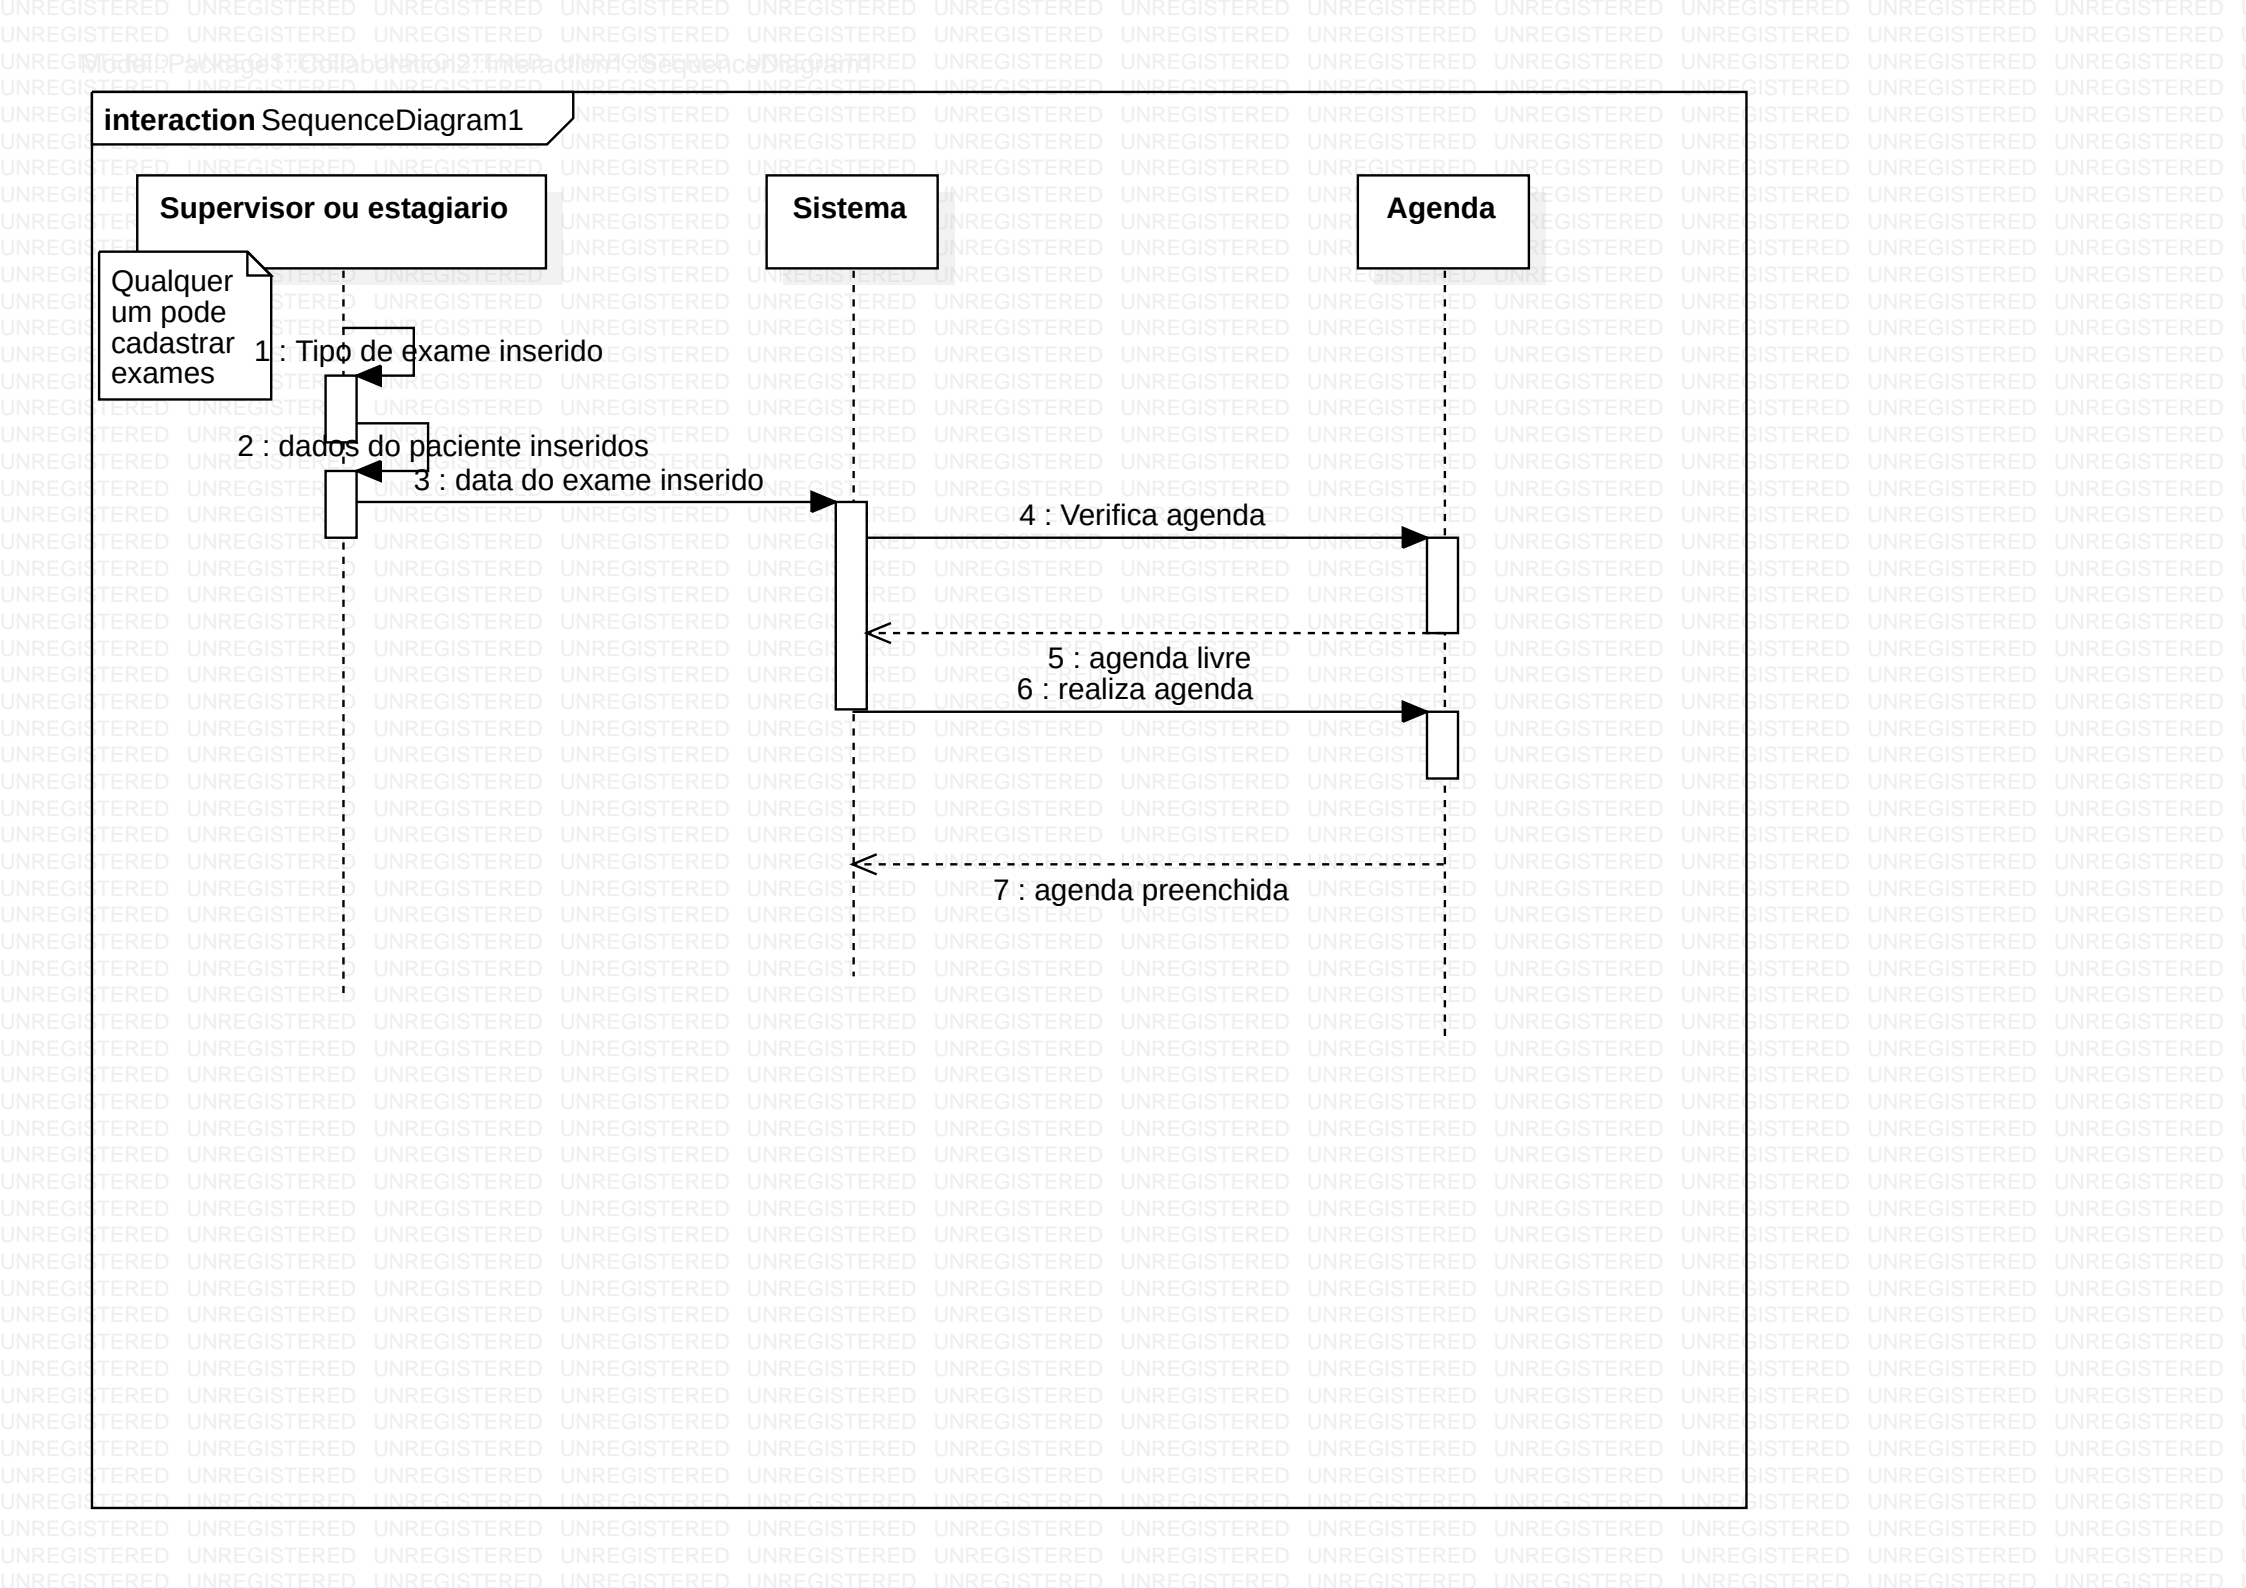 Model::Package1::Collaboration2::Interaction1::SequenceDiagram1
interaction SequenceDiagram1
Supervisor ou estagiario
Sistema
Agenda
Qualquer
um pode
cadastrar
exames
1 : Tipo de exame inserido
2 : dados do paciente inseridos
3 : data do exame inserido
4 : Verifica agenda
5 : agenda livre
6 : realiza agenda
7 : agenda preenchida
UNREGISTERED